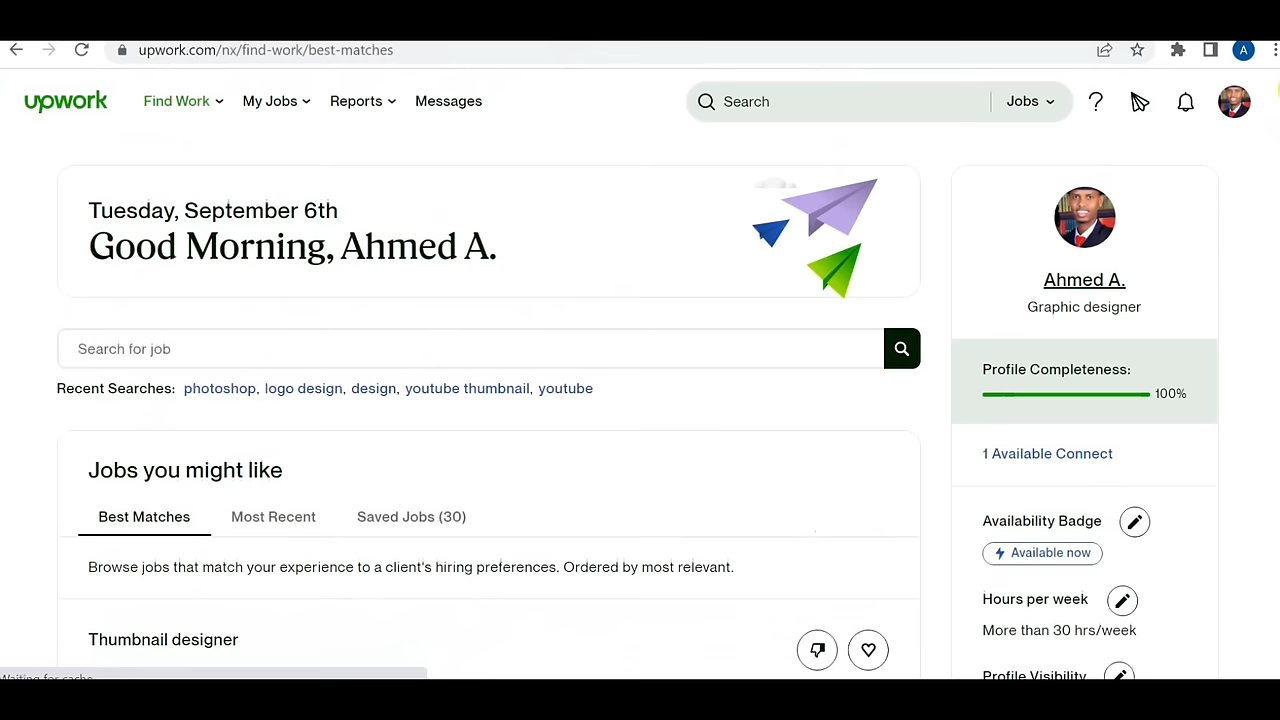 upwork.com/nx/find-work/best-matches
A
upwork
Find Work My Jobs Reports Messages
Search Jobs
Tuesday, September 6th
Good Morning, Ahmed A.
Ahmed A.
Graphic designer
Search for job
Profile Completeness:
100%
Recent Searches: photoshop, logo design, design, youtube thumbnail, youtube
1 Available Connect
Jobs you might like
Best Matches Most Recent Saved Jobs (30)
Availability Badge
Available now
Browse jobs that match your experience to a client's hiring preferences. Ordered by most relevant.
Hours per week
More than 30 hrs/week
Thumbnail designer
Profile Visibility
Waiting for cache